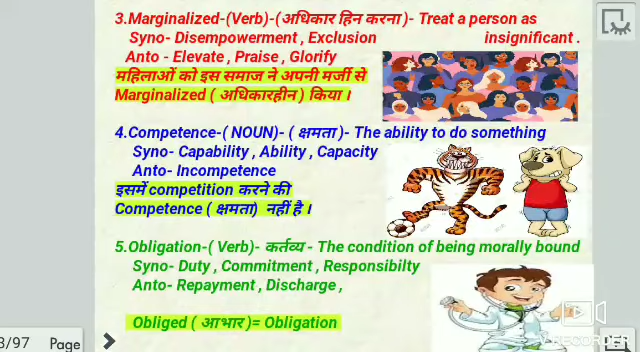 3.Marginalized-(Verb)-(अधिकार हिन करना)- Treat a person as
Syno- Disempowerment , Exclusion insignificant .
Anto - Elevate , Praise , Glorify
महिलाओं को इस समाज ने अपनी मर्जी से
Marginalized ( अधिकारहीन ) किया ।
4.Competence-( NOUN)- ( क्षमता )- The ability to do something
Syno- Capability , Ability , Capacity
Anto- Incompetence
इसमें competition करने की
Competence ( क्षमता) नहीं है ।
5.Obligation-( Verb)- कर्तव्य - The condition of being morally bound
Syno- Duty , Commitment , Responsibilty
Anto- Repayment , Discharge ,
Obliged ( आभार )= Obligation
3/97 Page
RECORDER